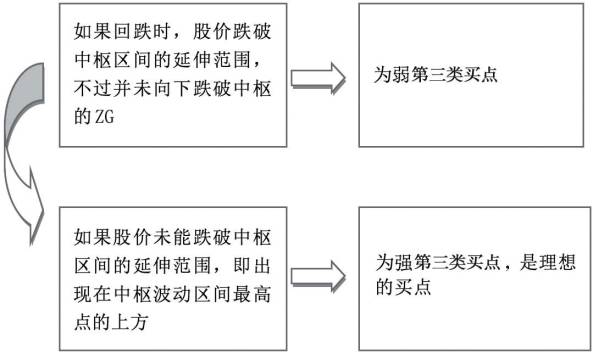 如果回跌时，股价跌破
中枢区间的延伸范围，
不过并未向下跌破中枢
的ZG
为弱第三类买点
如果股价未能跌破中枢
区间的延伸范围，即出
现在中枢波动区间最高
点的上方
为强第三类买点，是理想
的买点